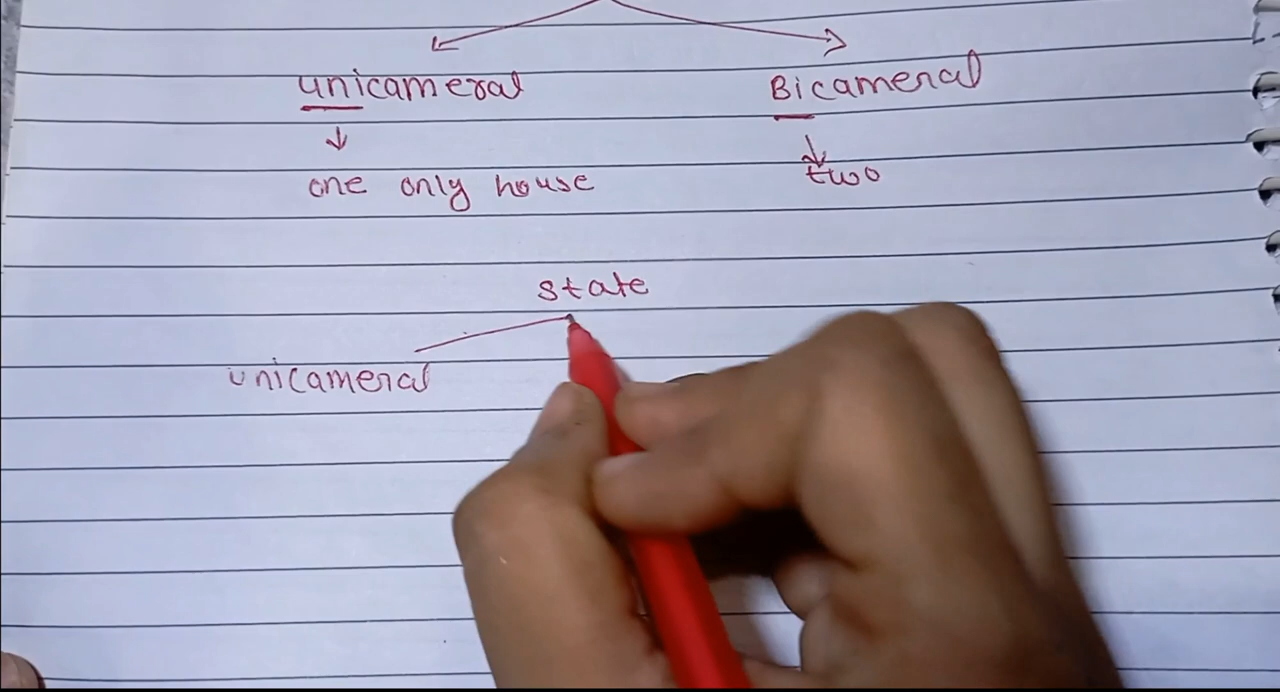 unicameral Bicameral
one only house two
state
unicameral